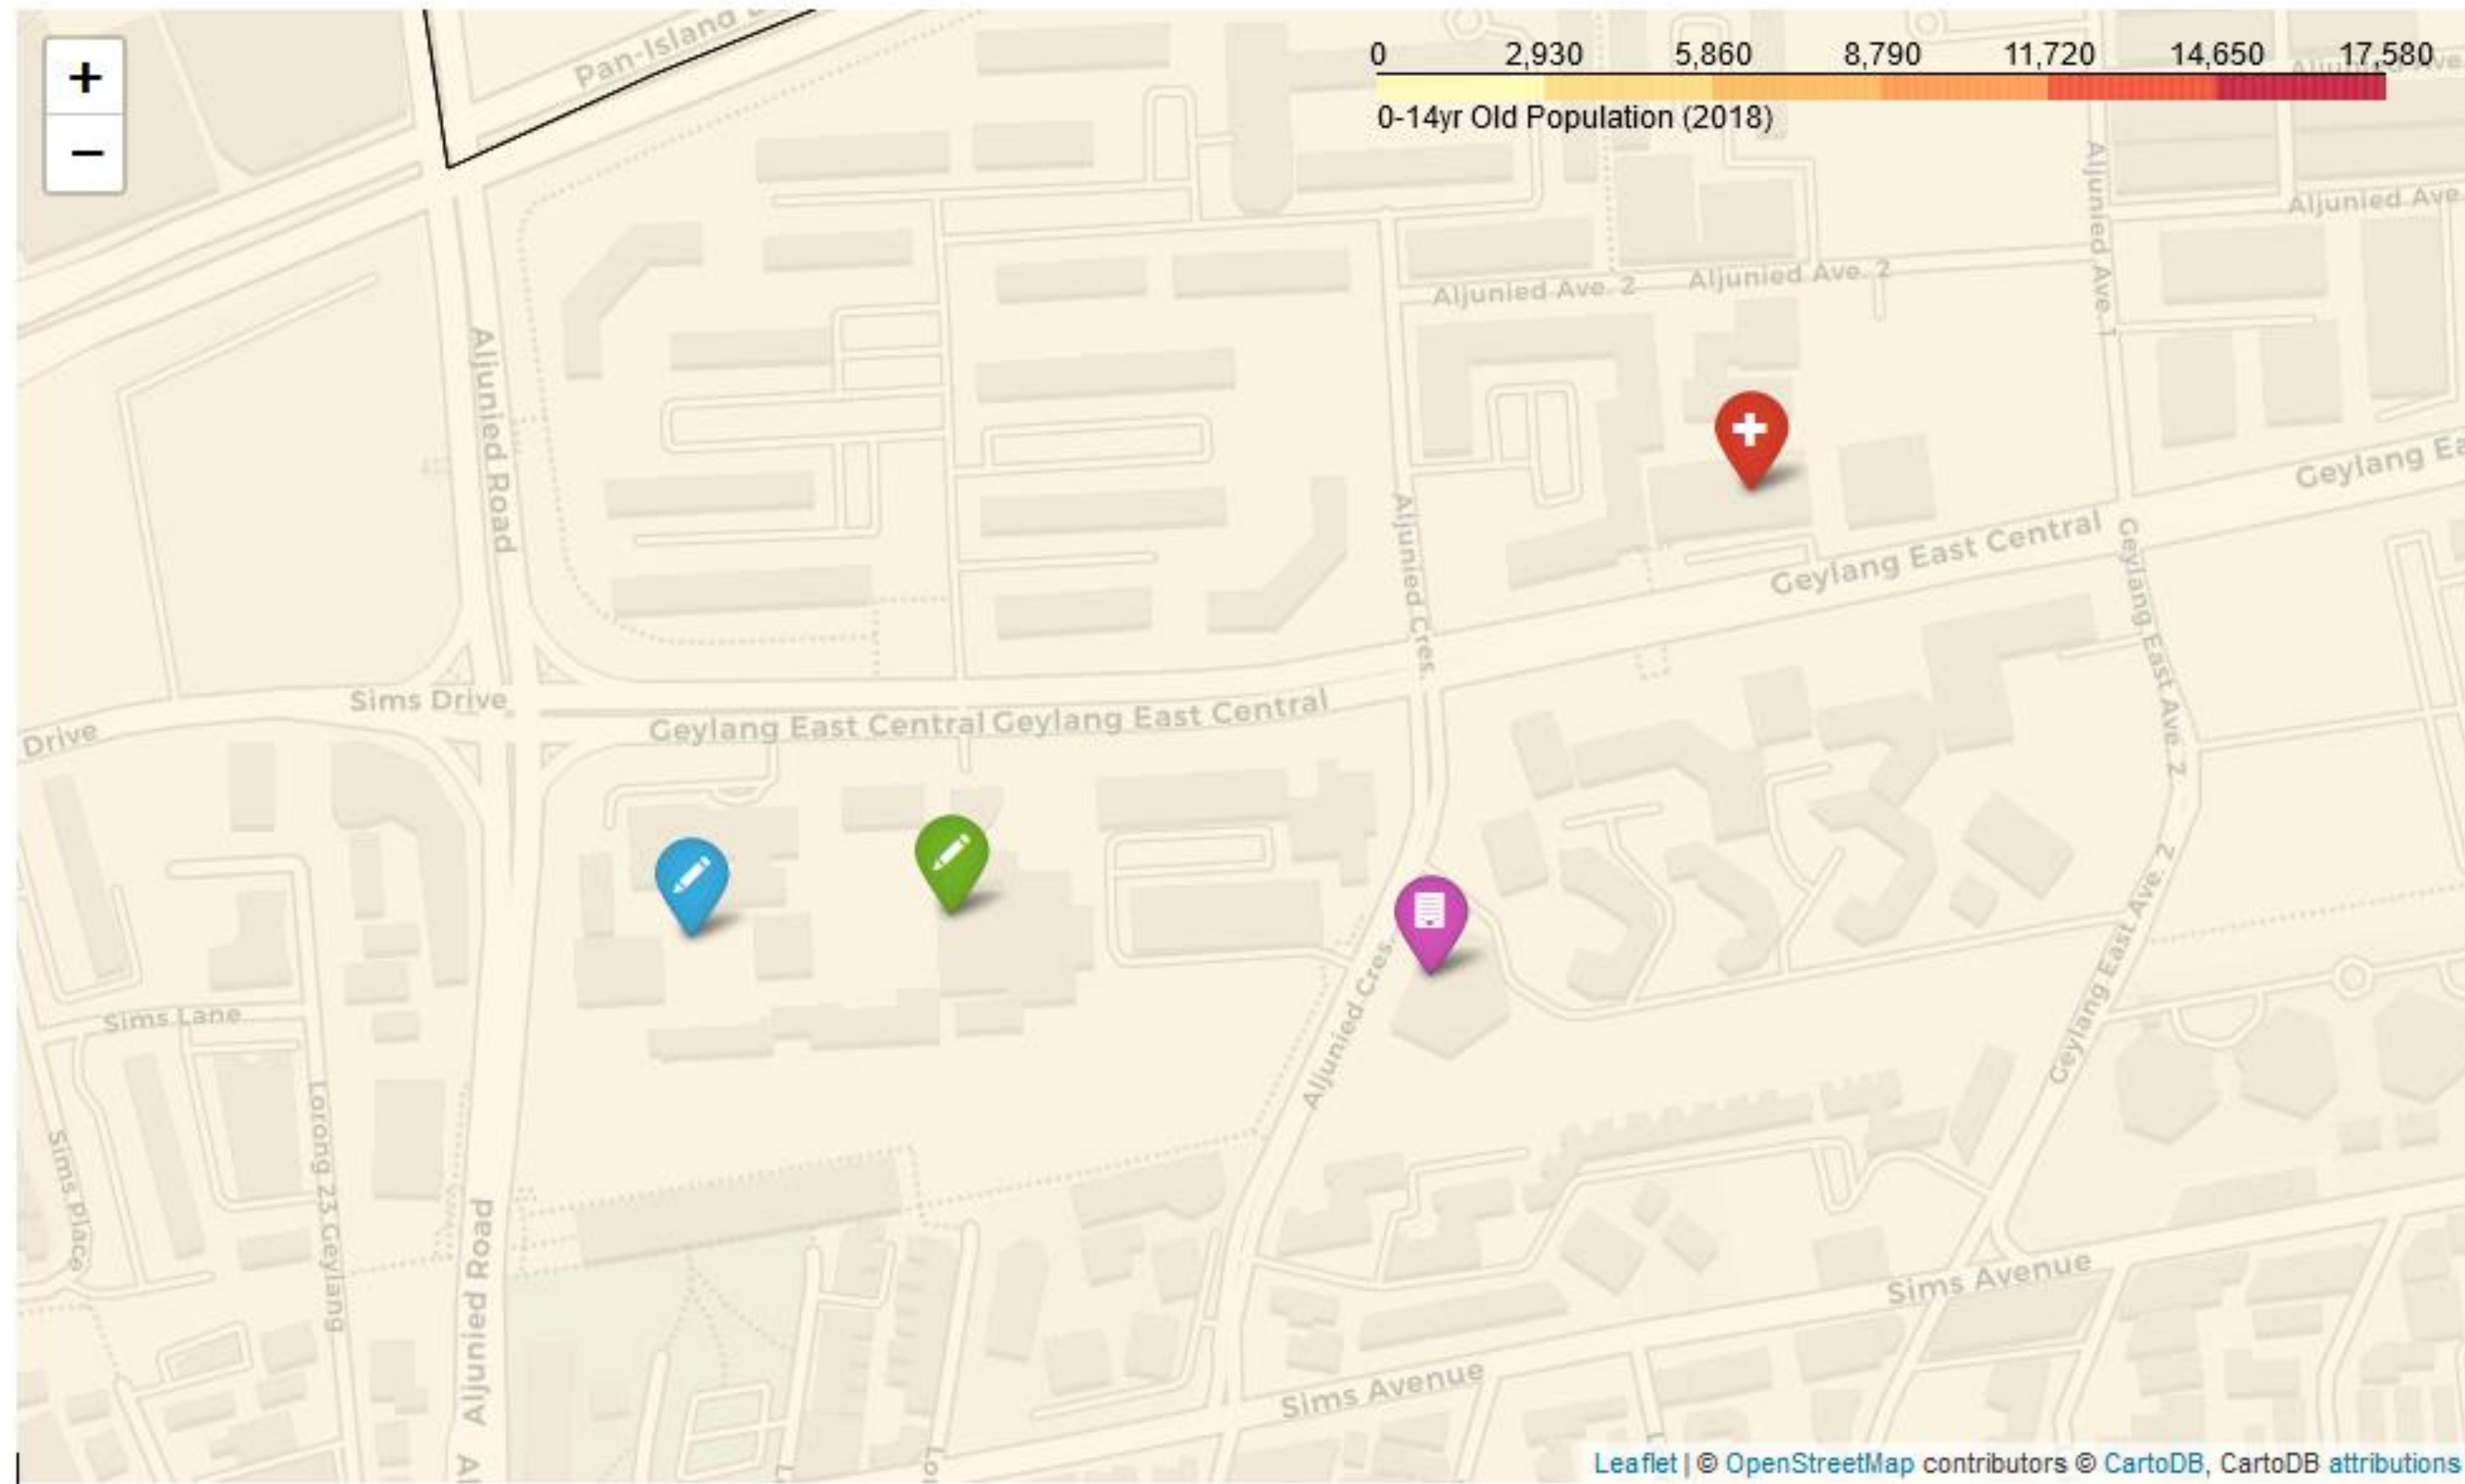 +
−
Pan-Island
0 2,930 5,860 8,790 11,720 14,650 17,580
0-14yr Old Population (2018)
Aljunied Ave.
Aljunied Ave. 1
Aljunied Ave. 2 Aljunied Ave. 2
Aljunied Road
Geylang Ea
Geylang East Central
Aljunied Cres.
Geylang East Ave. 2
Sims Drive
Drive
Geylang East Central Geylang East Central
Geylang East Ave. 2
Aljunied Cres.
Sims Lane
Lorong 23 Geylang
Sims Place
Aljunied Road
Sims Avenue
Sims Avenue
Leaflet | © OpenStreetMap contributors © CartoDB, CartoDB attributions